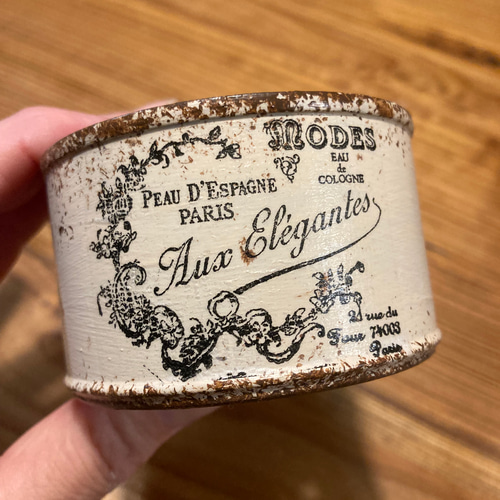 MODES
EAU
de
COLOGNE
PEAU D'ESPAGNE
PARIS
Aux Elégantes
rue du
Paris